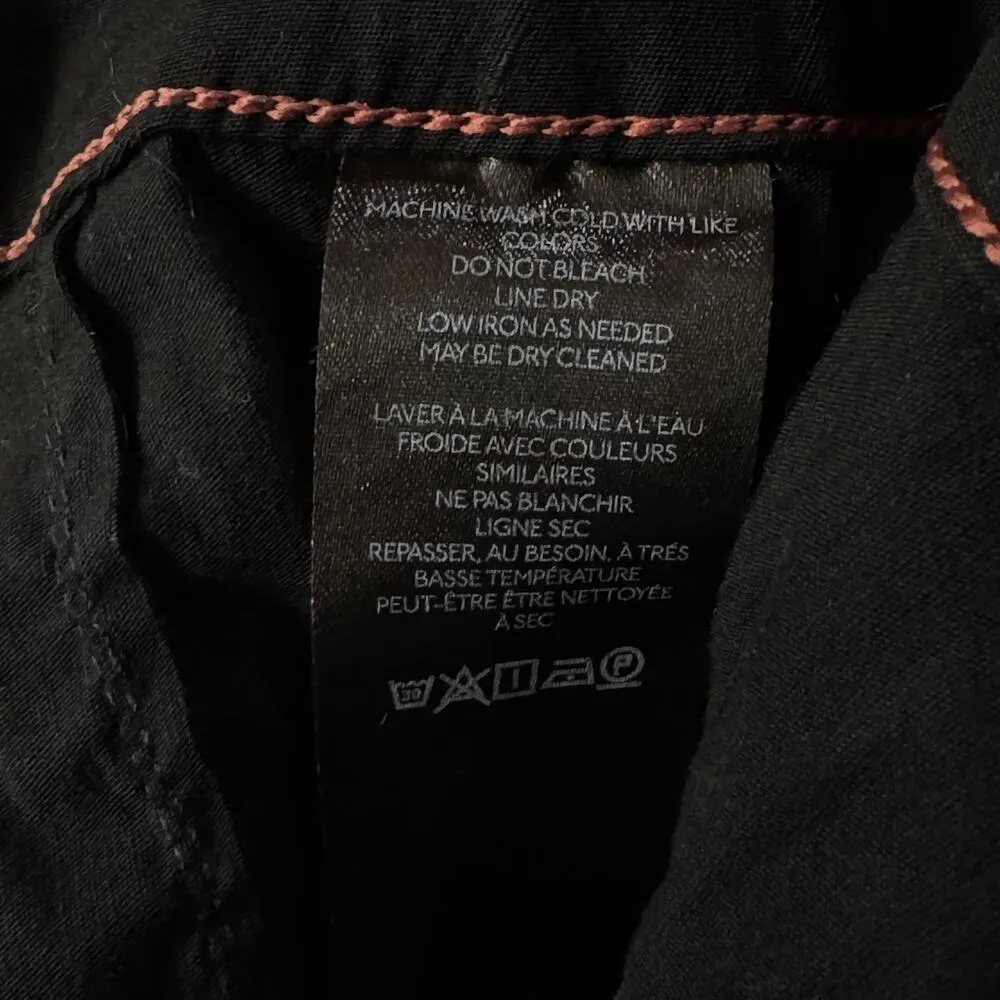 MACHINE WASH COLD WITH LIKE
COLORS
DO NOT BLEACH
LINE DRY
LOW IRON AS NEEDED
MAY BE DRY CLEANED
LAVER À LA MACHINE À L'EAU
FROIDE AVEC COULEURS
SIMILAIRES
NE PAS BLANCHIR
LIGNE SEC
REPASSER, AU BESOIN, À TRÉS
BASSE TEMPÉRATURE
PEUT-ÊTRE ÊTRE NETTOYÉE
À SEC
30 P